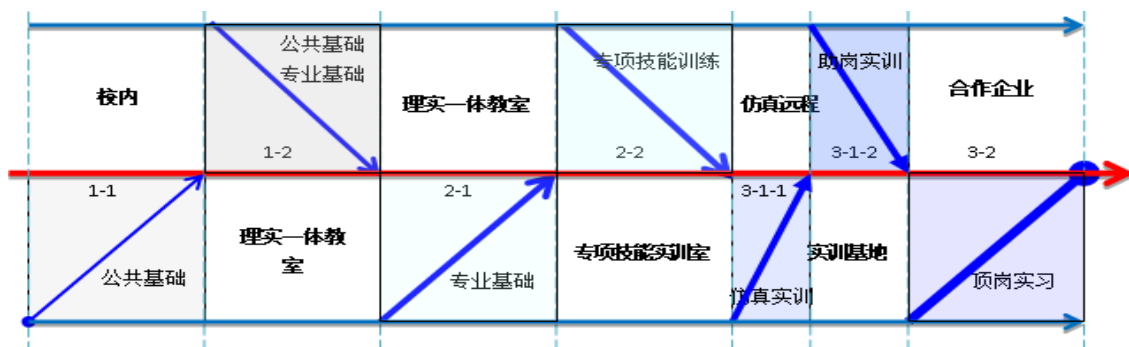 公共基础
专业基础
专项技能训练
助岗实训
校内
理实一体教室
仿真远程
合作企业
1-2
2-2
3-1-2
3-2
1-1
2-1
3-1-1
理实一体教
室
专项技能实训室
实训基地
公共基础
专业基础
仿真实训
顶岗实习